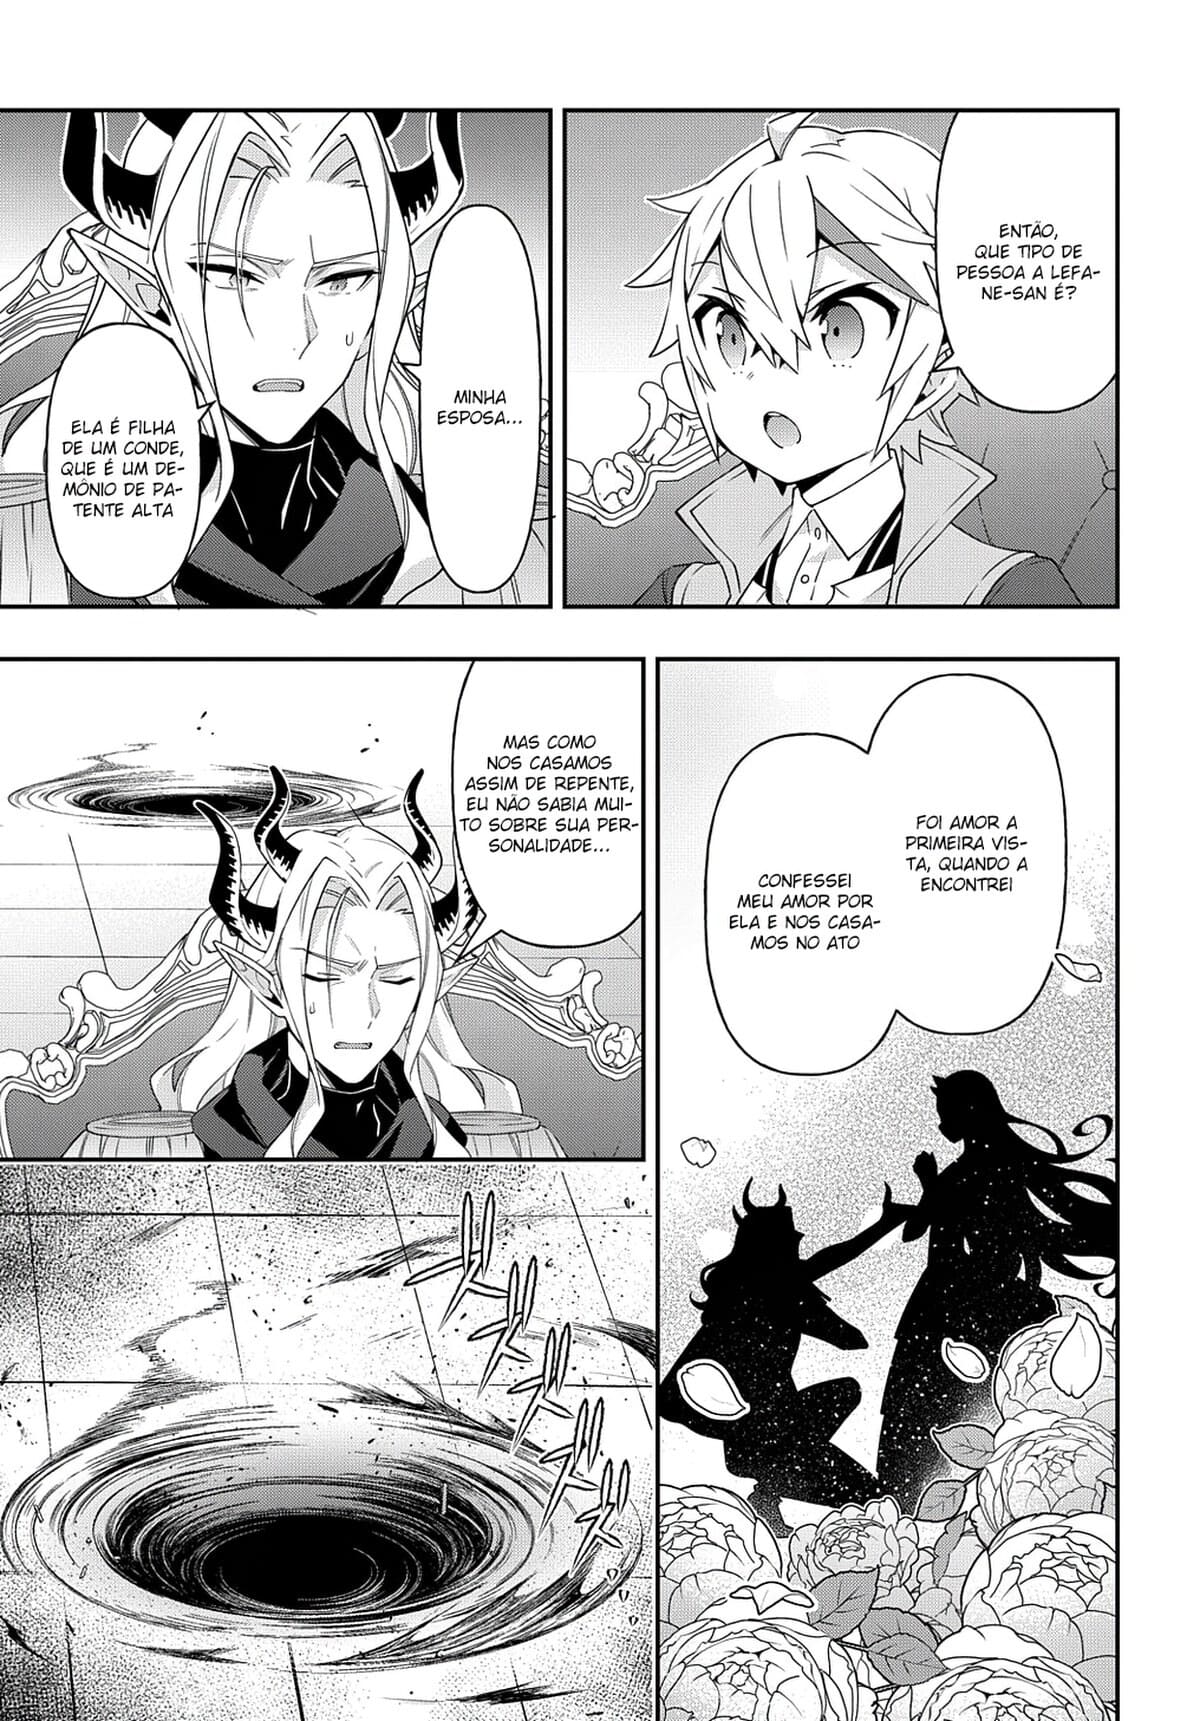 ENTÃO,
QUE TIPO DE
PESSOA A LEFA-
NE-SAN É?
MINHA
ESPOSA...
ELA É FILHA
DE UM CONDE,
QUE É UM DE-
MÔNIO DE PA-
TENTE ALTA
FOI AMOR A
PRIMEIRA VIS-
TA, QUANDO A
ENCONTREI
CONFESSEI
MEU AMOR POR
ELA E NOS CASA-
MOS NO ATO
MAS COMO
NOS CASAMOS
ASSIM DE REPENTE,
EU NÃO SABIA MUI-
TO SOBRE SUA PER-
SONALIDADE...